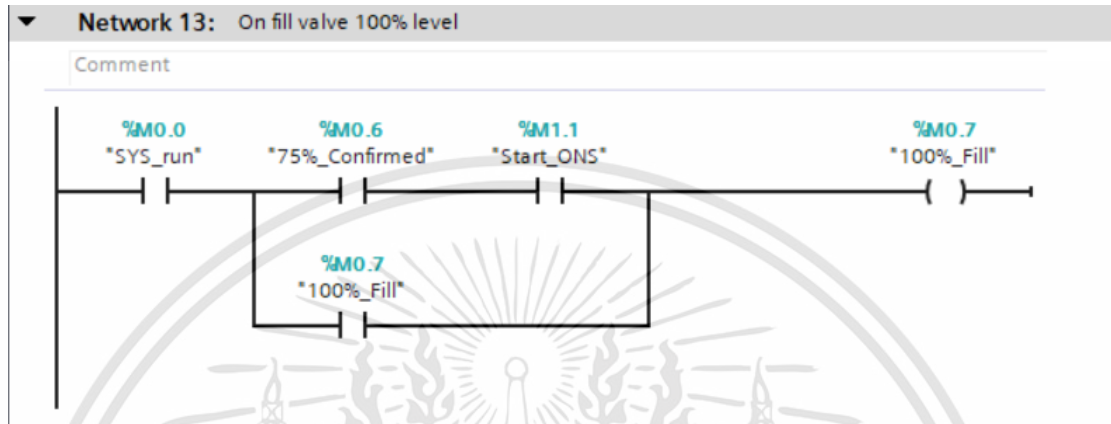 Network 13: On fill valve 100% level
Comment
%M0.0
"SYS_run"
%M0.6
"75%_Confirmed"
%M1.1
"Start_ONS"
%M0.7
"100%_Fill"
%M0.7
"100%_Fill"